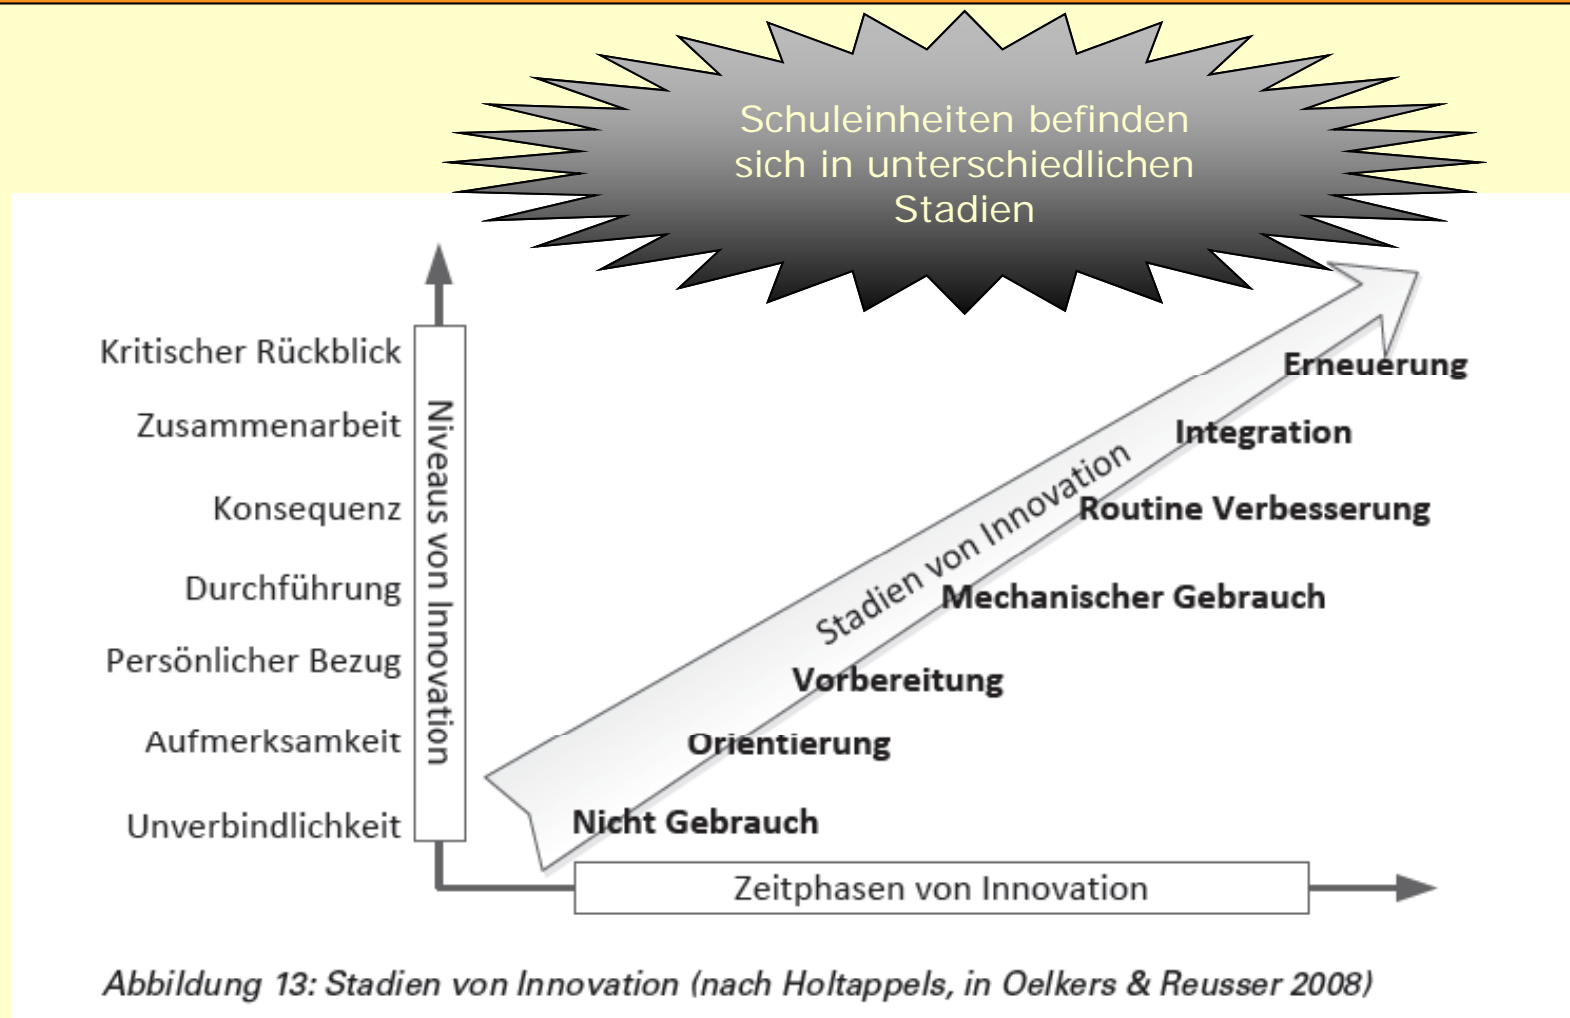 Schuleinheiten befinden
sich in unterschiedlichen
Stadien
Kritischer Rückblick
Zusammenarbeit
Konsequenz
Durchführung
Persönlicher Bezug
Aufmerksamkeit
Unverbindlichkeit
Niveaus von Innovation
Stadien von Innovation
Erneuerung
Integration
Routine Verbesserung
Mechanischer Gebrauch
Vorbereitung
Orientierung
Nicht Gebrauch
Zeitphasen von Innovation
Abbildung 13: Stadien von Innovation (nach Holtappels, in Oelkers & Reusser 2008)